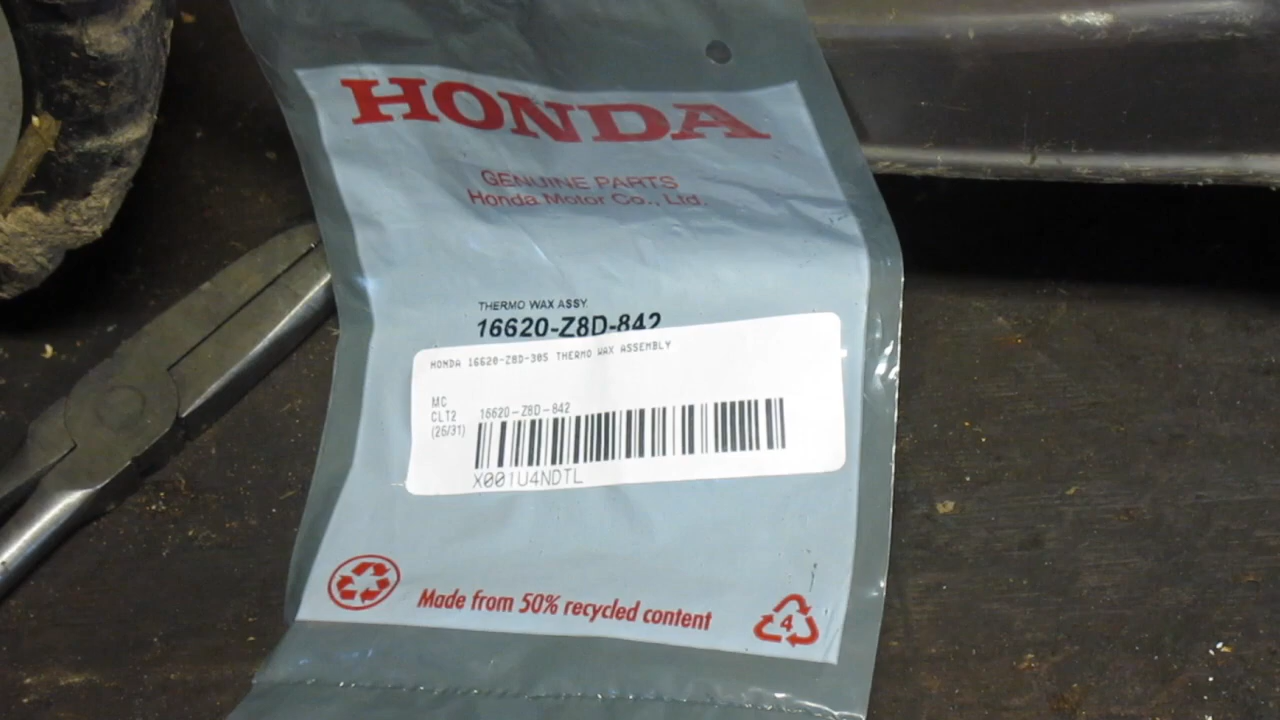 HONDA
GENUINE PARTS
Honda Motor Co., Ltd.
THERMO WAX ASSY.
16620-Z8D-842
HONDA 16620-Z8D-305 THERMO WAX ASSEMBLY
MC
CLT2 16620-Z8D-842
(26/31)
X001U4NDTL
Made from 50% recycled content
4